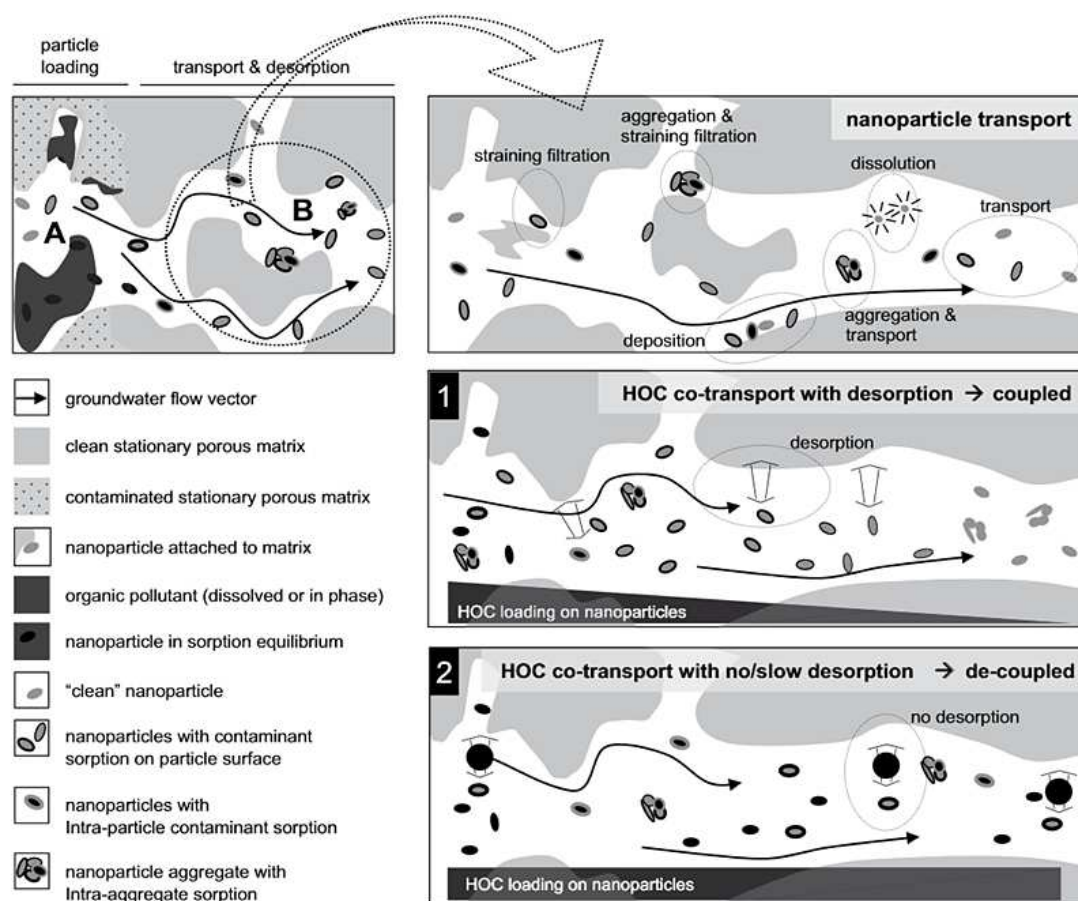 particle
loading
transport & desorption
A
B
nanoparticle transport
aggregation &
straining filtration
straining filtration
dissolution
transport
deposition
aggregation &
transport
groundwater flow vector
clean stationary porous matrix
contaminated stationary porous matrix
nanoparticle attached to matrix
organic pollutant (dissolved or in phase)
nanoparticle in sorption equilibrium
“clean” nanoparticle
nanoparticles with contaminant
sorption on particle surface
nanoparticles with
Intra-particle contaminant sorption
nanoparticle aggregate with
Intra-aggregate sorption
1
HOC co-transport with desorption → coupled
desorption
HOC loading on nanoparticles
2
HOC co-transport with no/slow desorption → de-coupled
no desorption
HOC loading on nanoparticles